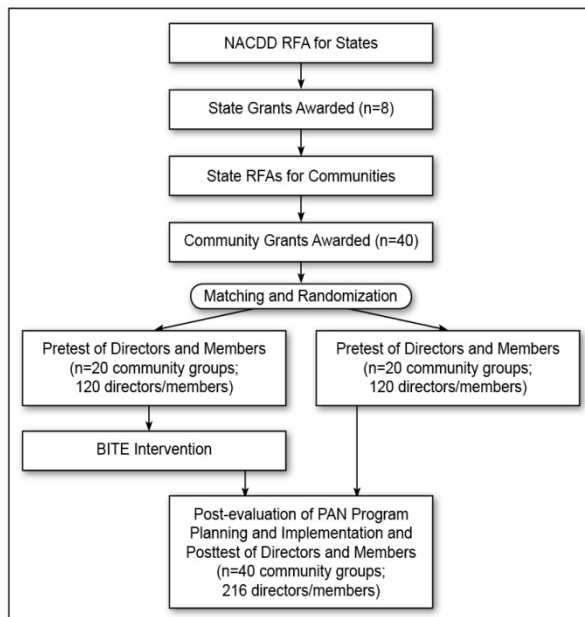 NACDD RFA for States
State Grants Awarded (n=8)
State RFAs for Communities
Community Grants Awarded (n=40)
Matching and Randomization
Pretest of Directors and Members
(n=20 community groups;
120 directors/members)
Pretest of Directors and Members
(n=20 community groups;
120 directors/members)
BITE Intervention
Post-evaluation of PAN Program
Planning and Implementation and
Posttest of Directors and Members
(n=40 community groups;
216 directors/members)